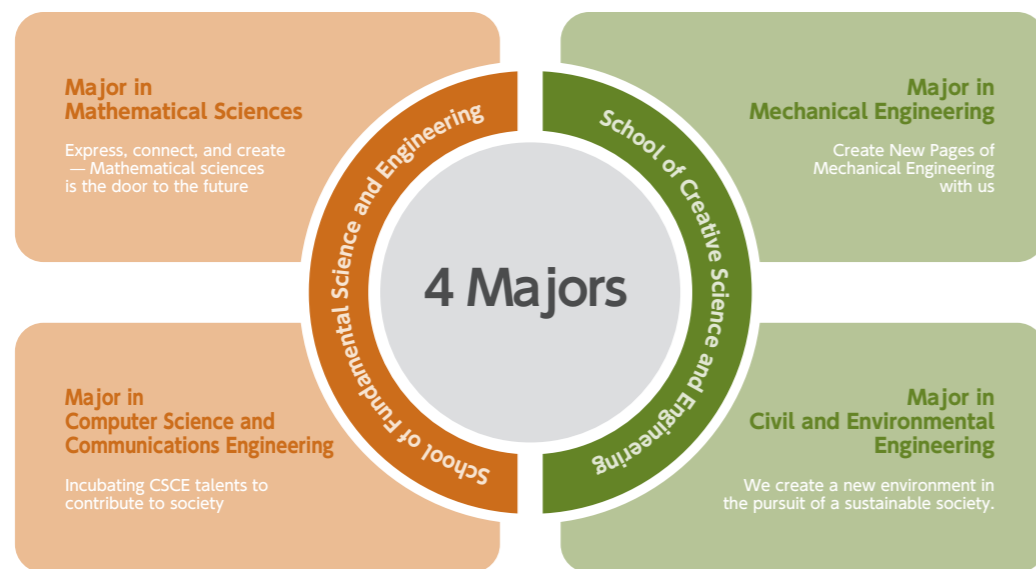 Major in
Mathematical Sciences
Express, connect, and create
— Mathematical sciences
is the door to the future
Major in
Mechanical Engineering
Create New Pages of
Mechanical Engineering
with us
School of Fundamental Science and Engineering
4 Majors
School of Creative Science and Engineering
Major in
Computer Science and
Communications Engineering
Incubating CSCE talents to
contribute to society
Major in
Civil and Environmental
Engineering
We create a new environment in
the pursuit of a sustainable society.